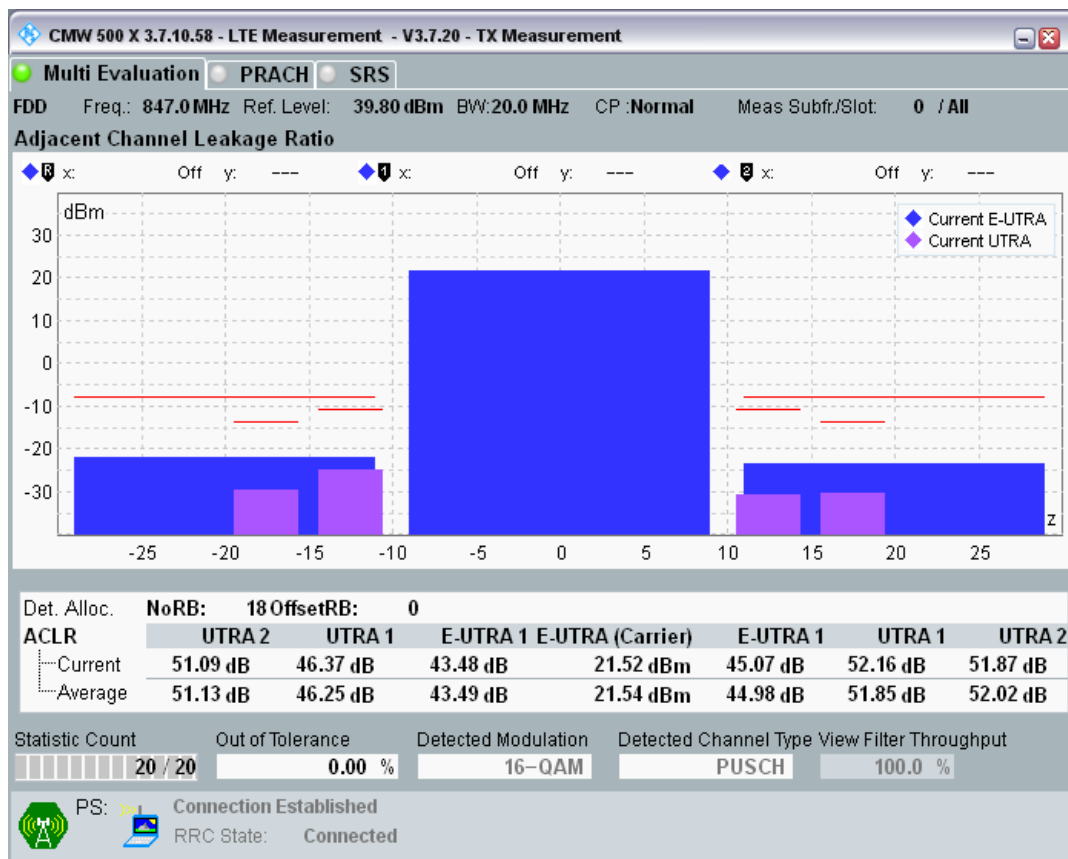 CMW 500 X 3.7.10.58 - LTE Measurement - V3.7.20 - TX Measurement
Multi Evaluation PRACH SRS
FDD Freq.: 847.0 MHz Ref. Level: 39.80 dBm BW:20.0 MHz CP :Normal Meas Subfr./Slot: 0 / All
Adjacent Channel Leakage Ratio
R x: Off y: --- 1 x: Off y: --- 2 x: Off y: ---
dBm
Current E-UTRA
Current UTRA
30
20
10
0
-10
-20
-30
z
-25 -20 -15 -10 -5 0 5 10 15 20 25
Det. Alloc. NoRB: 18 OffsetRB: 0
ACLR UTRA 2 UTRA 1 E-UTRA 1 E-UTRA (Carrier) E-UTRA 1 UTRA 1 UTRA 2
Current 51.09 dB 46.37 dB 43.48 dB 21.52 dBm 45.07 dB 52.16 dB 51.87 dB
Average 51.13 dB 46.25 dB 43.49 dB 21.54 dBm 44.98 dB 51.85 dB 52.02 dB
Statistic Count Out of Tolerance Detected Modulation Detected Channel Type View Filter Throughput
20 / 20 0.00 % 16-QAM PUSCH 100.0 %
PS: Connection Established
RRC State: Connected